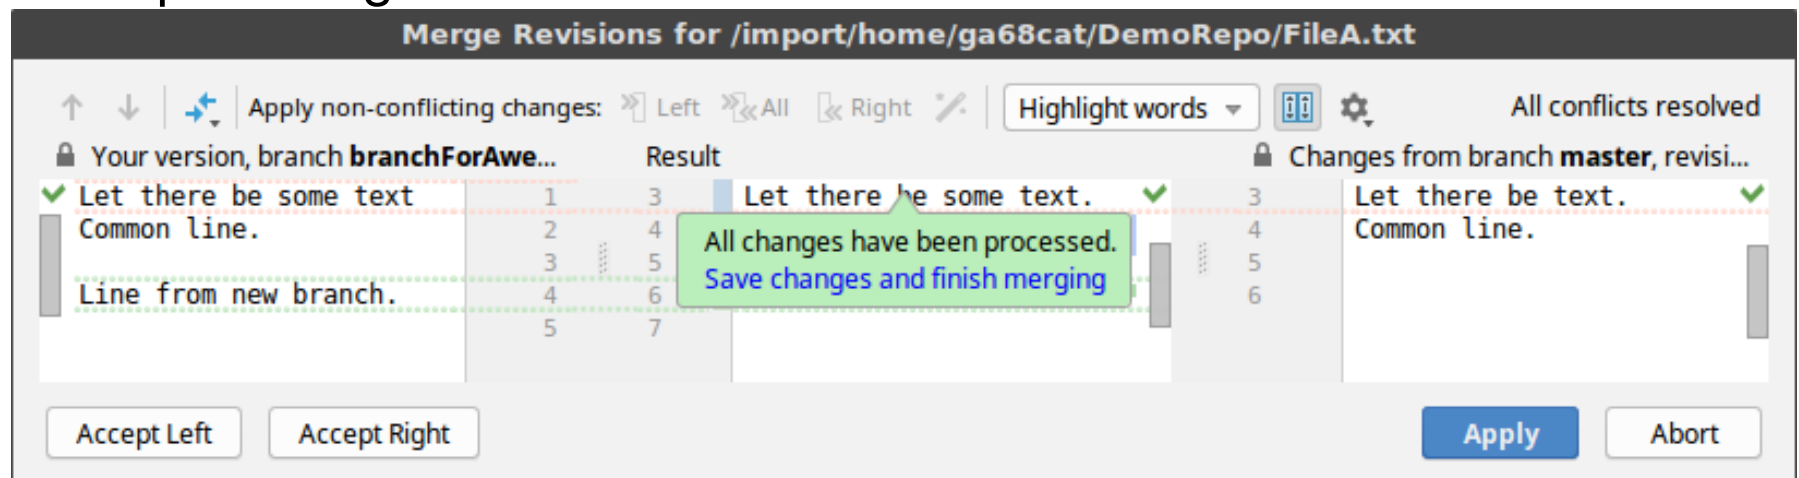 Merge Revisions for /import/home/ga68cat/DemoRepo/FileA.txt
Apply non-conflicting changes: Left All Right Highlight words All conflicts resolved
Your version, branch branchForAwe... Result Changes from branch master, revisi...
Let there be some text 1 3 Let there be some text. 3 Let there be text.
Common line. 2 4 All changes have been processed. 4 Common line.
3 5 Save changes and finish merging 5
Line from new branch. 4 6 6
5 7
Accept Left Accept Right Apply Abort